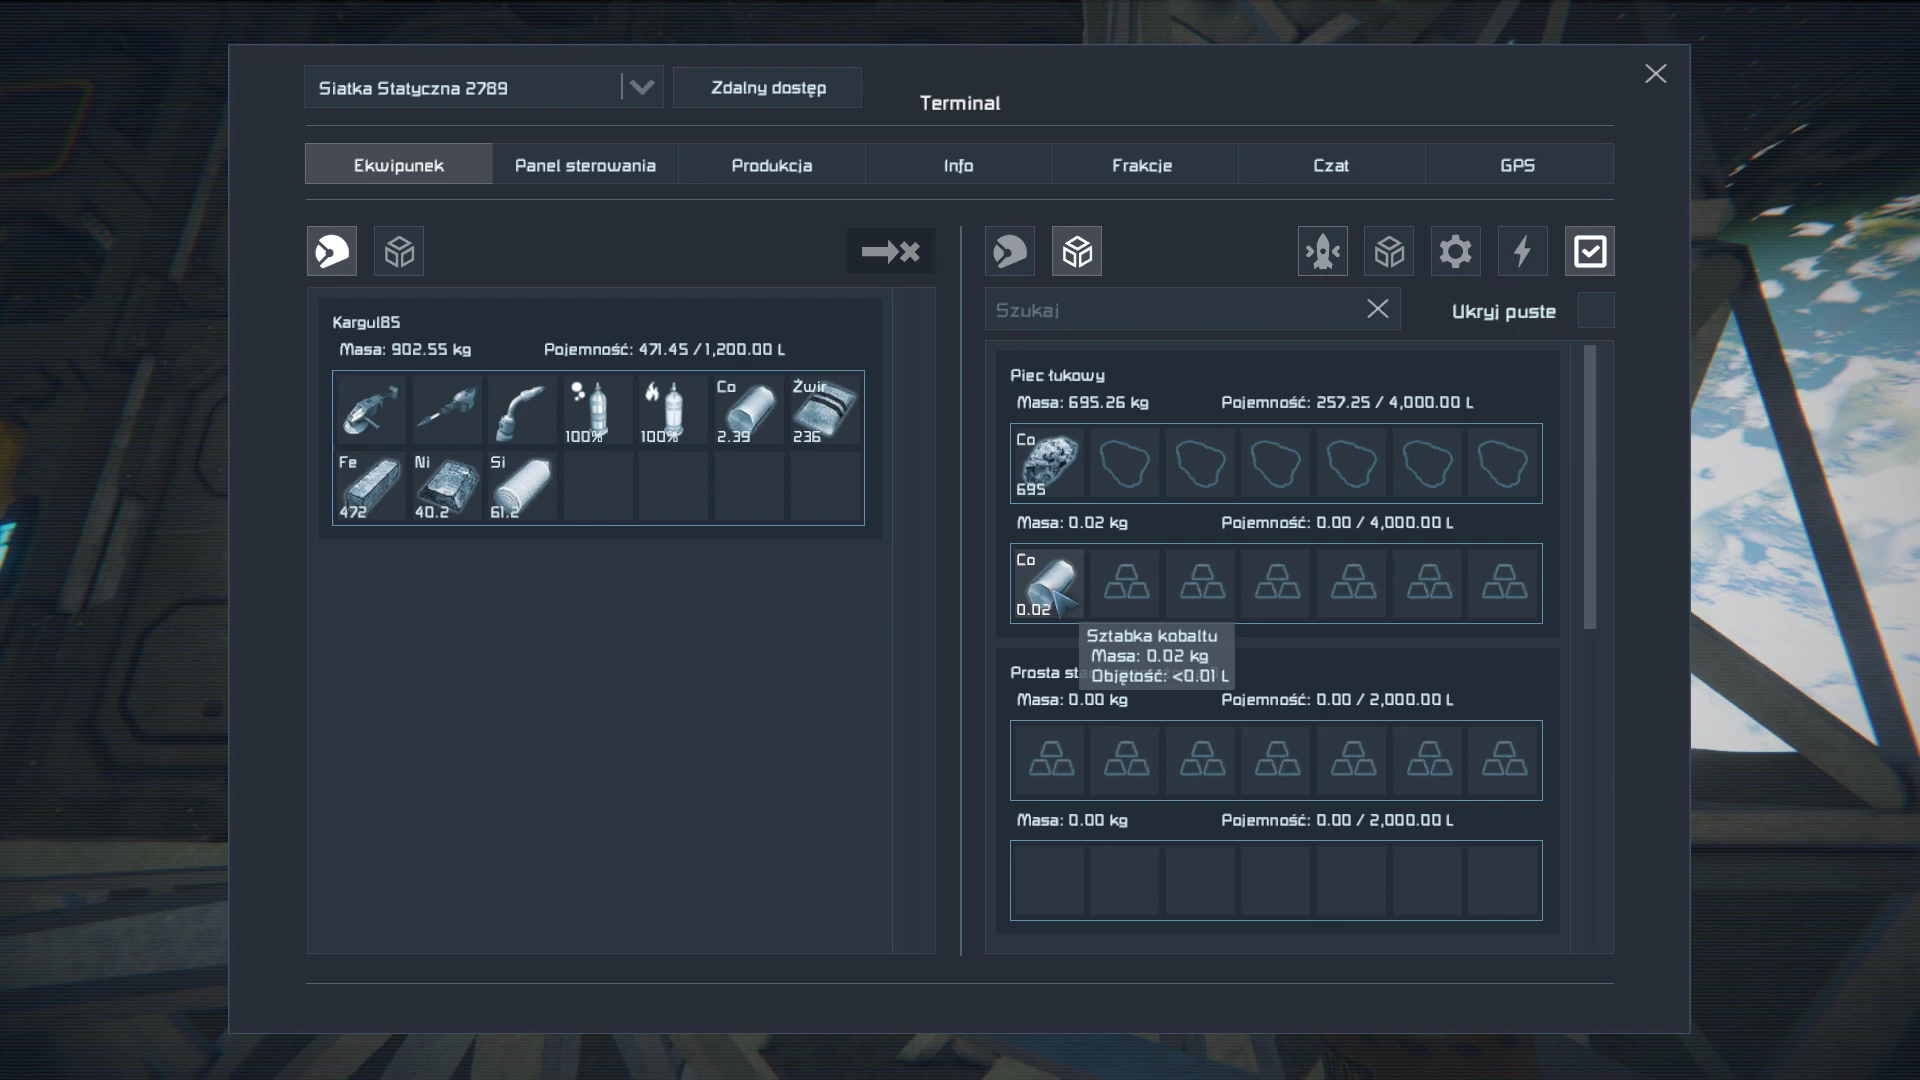 Siatka Statyczna 2789
Zdalny dostęp
Terminal
Ekwipunek
Panel sterowania
Produkcja
Info
Frakcje
Czat
GPS
Kargul85
Masa: 902.55 kg
Pojemność: 471.45 / 1,200.00 L
100%
100%
Co
2.39
Żwir
236
Fe
472
Ni
40.2
Si
61.2
Szukaj
Ukryj puste
Piec łukowy
Masa: 695.26 kg
Pojemność: 257.25 / 4,000.00 L
Co
695
Masa: 0.02 kg
Pojemność: 0.00 / 4,000.00 L
Co
0.02
Sztabka kobaltu
Masa: 0.02 kg
Objętość: <0.01 L
Prosta
Masa: 0.00 kg
Pojemność: 0.00 / 2,000.00 L
Masa: 0.00 kg
Pojemność: 0.00 / 2,000.00 L